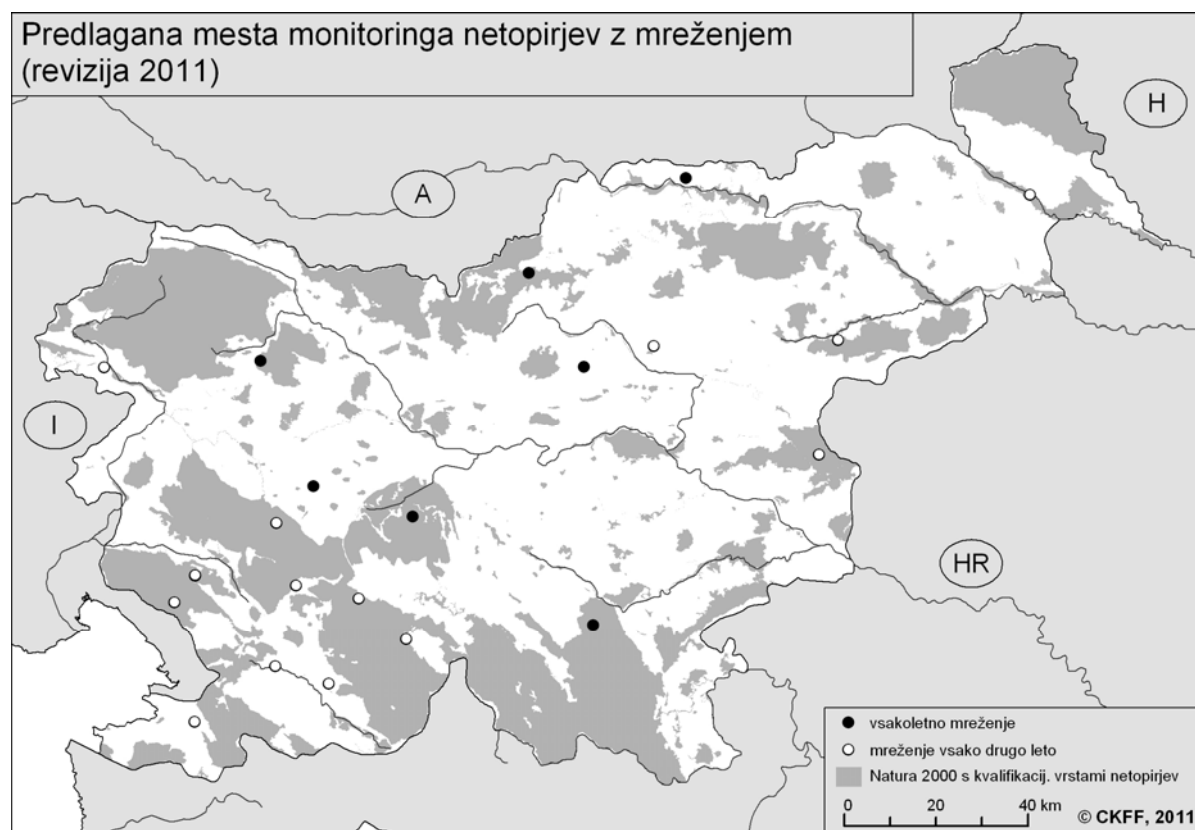 Predlagana mesta monitoringa netopirjev z mreženjem
(revizija 2011)
H
A
I
HR
vsakoletno mreženje
mreženje vsako drugo leto
Natura 2000 s kvalifikacij. vrstami netopirjev
0 20 40 km
© CKFF, 2011